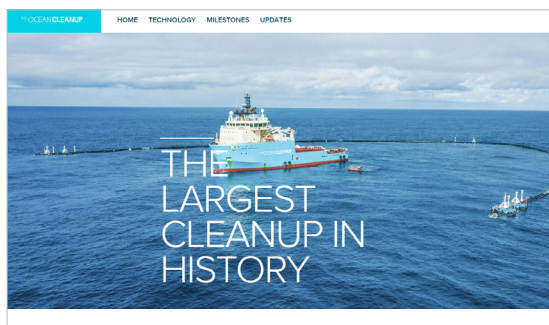 THE OCEAN CLEANUP HOME TECHNOLOGY MILESTONES UPDATES
THE
LARGEST
CLEANUP IN
HISTORY